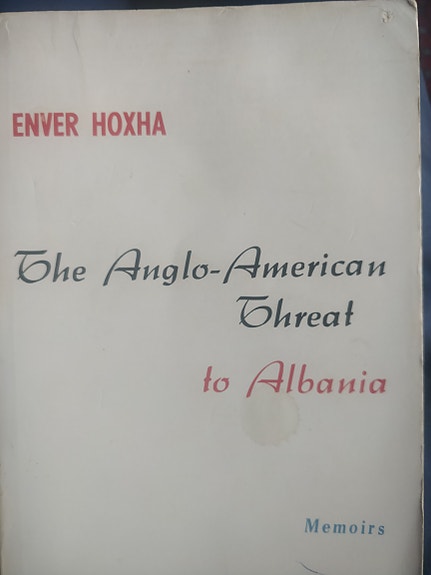 ENVER HOXHA
The Anglo-American
Threat
to Albania
Memoirs